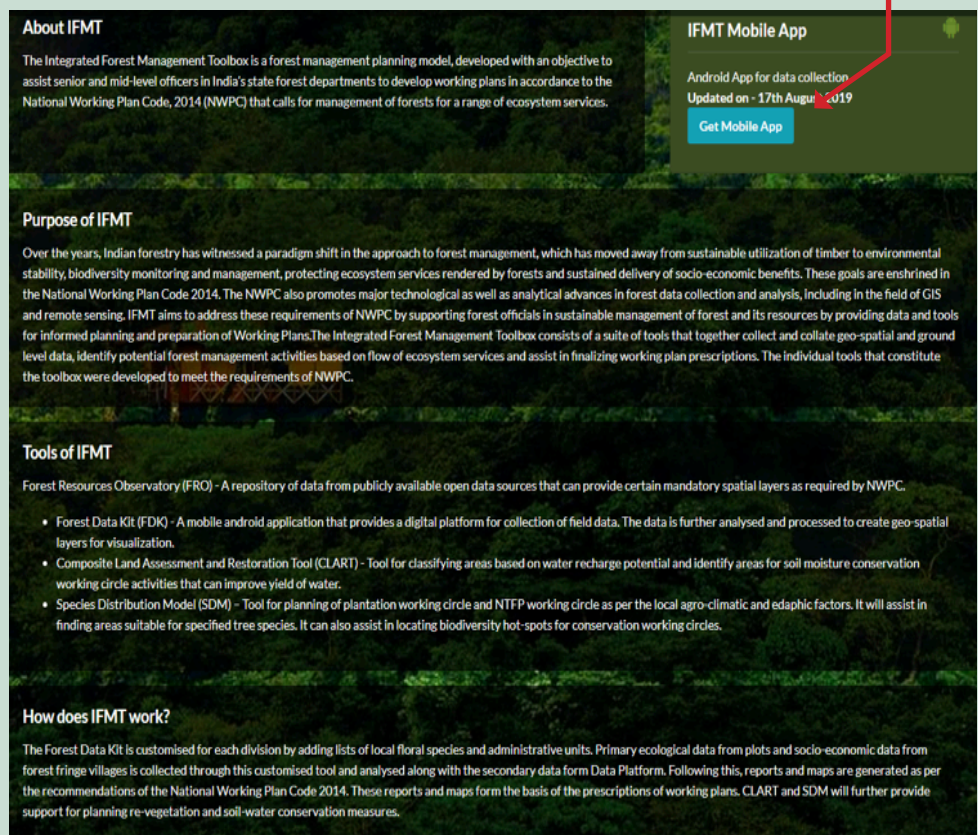 About IFMT
The Integrated Forest Management Toolbox is a forest management planning model, developed with an objective to
assist senior and mid-level officers in India's state forest departments to develop working plans in accordance to the
National Working Plan Code, 2014 (NWPC) that calls for management of forests for a range of ecosystem services.
IFMT Mobile App
Android App for data collection
Updated on - 17th August 2019
Get Mobile App
Purpose of IFMT
Over the years, Indian forestry has witnessed a paradigm shift in the approach to forest management, which has moved away from sustainable utilization of timber to environmental
stability, biodiversity monitoring and management, protecting ecosystem services rendered by forests and sustained delivery of socio-economic benefits. These goals are enshrined in
the National Working Plan Code 2014. The NWPC also promotes major technological as well as analytical advances in forest data collection and analysis, including in the field of GIS
and remote sensing. IFMT aims to address these requirements of NWPC by supporting forest officials in sustainable management of forest and its resources by providing data and tools
for informed planning and preparation of Working Plans.The Integrated Forest Management Toolbox consists of a suite of tools that together collect and collate geo-spatial and ground
level data, identify potential forest management activities based on flow of ecosystem services and assist in finalizing working plan prescriptions. The individual tools that constitute
the toolbox were developed to meet the requirements of NWPC.
Tools of IFMT
Forest Resources Observatory (FRO) - A repository of data from publicly available open data sources that can provide certain mandatory spatial layers as required by NWPC.
• Forest Data Kit (FDK) - A mobile android application that provides a digital platform for collection of field data. The data is further analysed and processed to create geo-spatial
layers for visualization.
• Composite Land Assessment and Restoration Tool (CLART) - Tool for classifying areas based on water recharge potential and identify areas for soil moisture conservation
working circle activities that can improve yield of water.
• Species Distribution Model (SDM) – Tool for planning of plantation working circle and NTFP working circle as per the local agro-climatic and edaphic factors. It will assist in
finding areas suitable for specified tree species. It can also assist in locating biodiversity hot-spots for conservation working circles.
How does IFMT work?
The Forest Data Kit is customised for each division by adding lists of local floral species and administrative units. Primary ecological data from plots and socio-economic data from
forest fringe villages is collected through this customised tool and analysed along with the secondary data form Data Platform. Following this, reports and maps are generated as per
the recommendations of the National Working Plan Code 2014. These reports and maps form the basis of the prescriptions of working plans. CLART and SDM will further provide
support for planning re-vegetation and soil-water conservation measures.